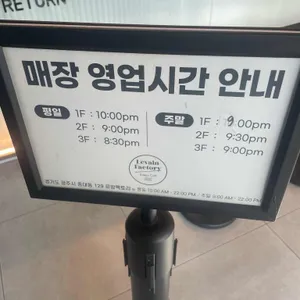 RETURN
매장 영업시간 안내
평일 1F : 10:00pm
2F : 9:00pm
3F : 8:30pm
주말 1F : 9:00pm
2F : 9:30pm
3F : 9:00pm
Factory